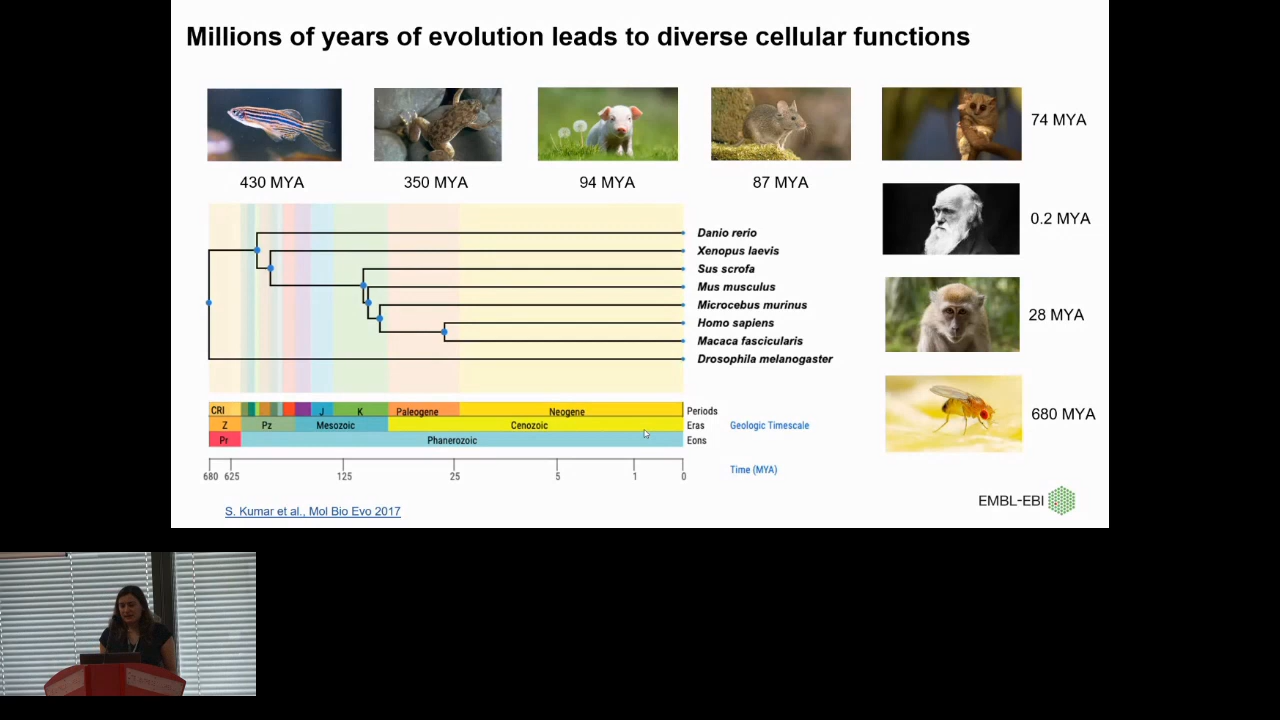 Millions of years of evolution leads to diverse cellular functions
430 MYA
350 MYA
94 MYA
87 MYA
74 MYA
0.2 MYA
28 MYA
680 MYA
Danio rerio
Xenopus laevis
Sus scrofa
Mus musculus
Microcebus murinus
Homo sapiens
Macaca fascicularis
Drosophila melanogaster
CRI J K Paleogene Neogene Periods
Z Pz Mesozoic Cenozoic Eras Geologic Timescale
Pr Phanerozoic Eons
680 625 125 25 5 1 0 Time (MYA)
S. Kumar et al., Mol Bio Evo 2017
EMBL-EBI